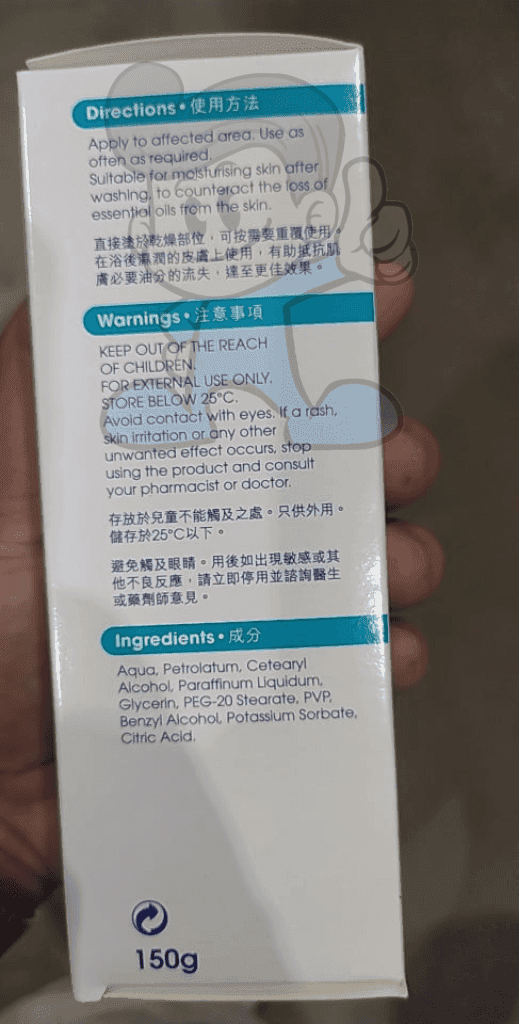 Directions • 使用方法
Apply to affected area. Use as
often as required.
Suitable for moisturising skin after
washing, to counteract the loss of
essential oils from the skin.
直接塗於乾燥部位，可按需要重覆使用。
在浴後濕潤的皮膚上使用，有助抵抗肌
膚必要油分的流失，達至更佳效果。
Warnings • 注意事項
KEEP OUT OF THE REACH
OF CHILDREN.
FOR EXTERNAL USE ONLY.
STORE BELOW 25°C.
Avoid contact with eyes. If a rash,
skin irritation or any other
unwanted effect occurs, stop
using the product and consult
your pharmacist or doctor.
存放於兒童不能觸及之處。只供外用。
儲存於25°C以下。
避免觸及眼睛。用後如出現敏感或其
他不良反應，請立即停用並諮詢醫生
或藥劑師意見。
Ingredients • 成分
Aqua, Petrolatum, Cetearyl
Alcohol, Paraffinum Liquidum,
Glycerin, PEG-20 Stearate, PVP,
Benzyl Alcohol, Potassium Sorbate,
Citric Acid.
150g